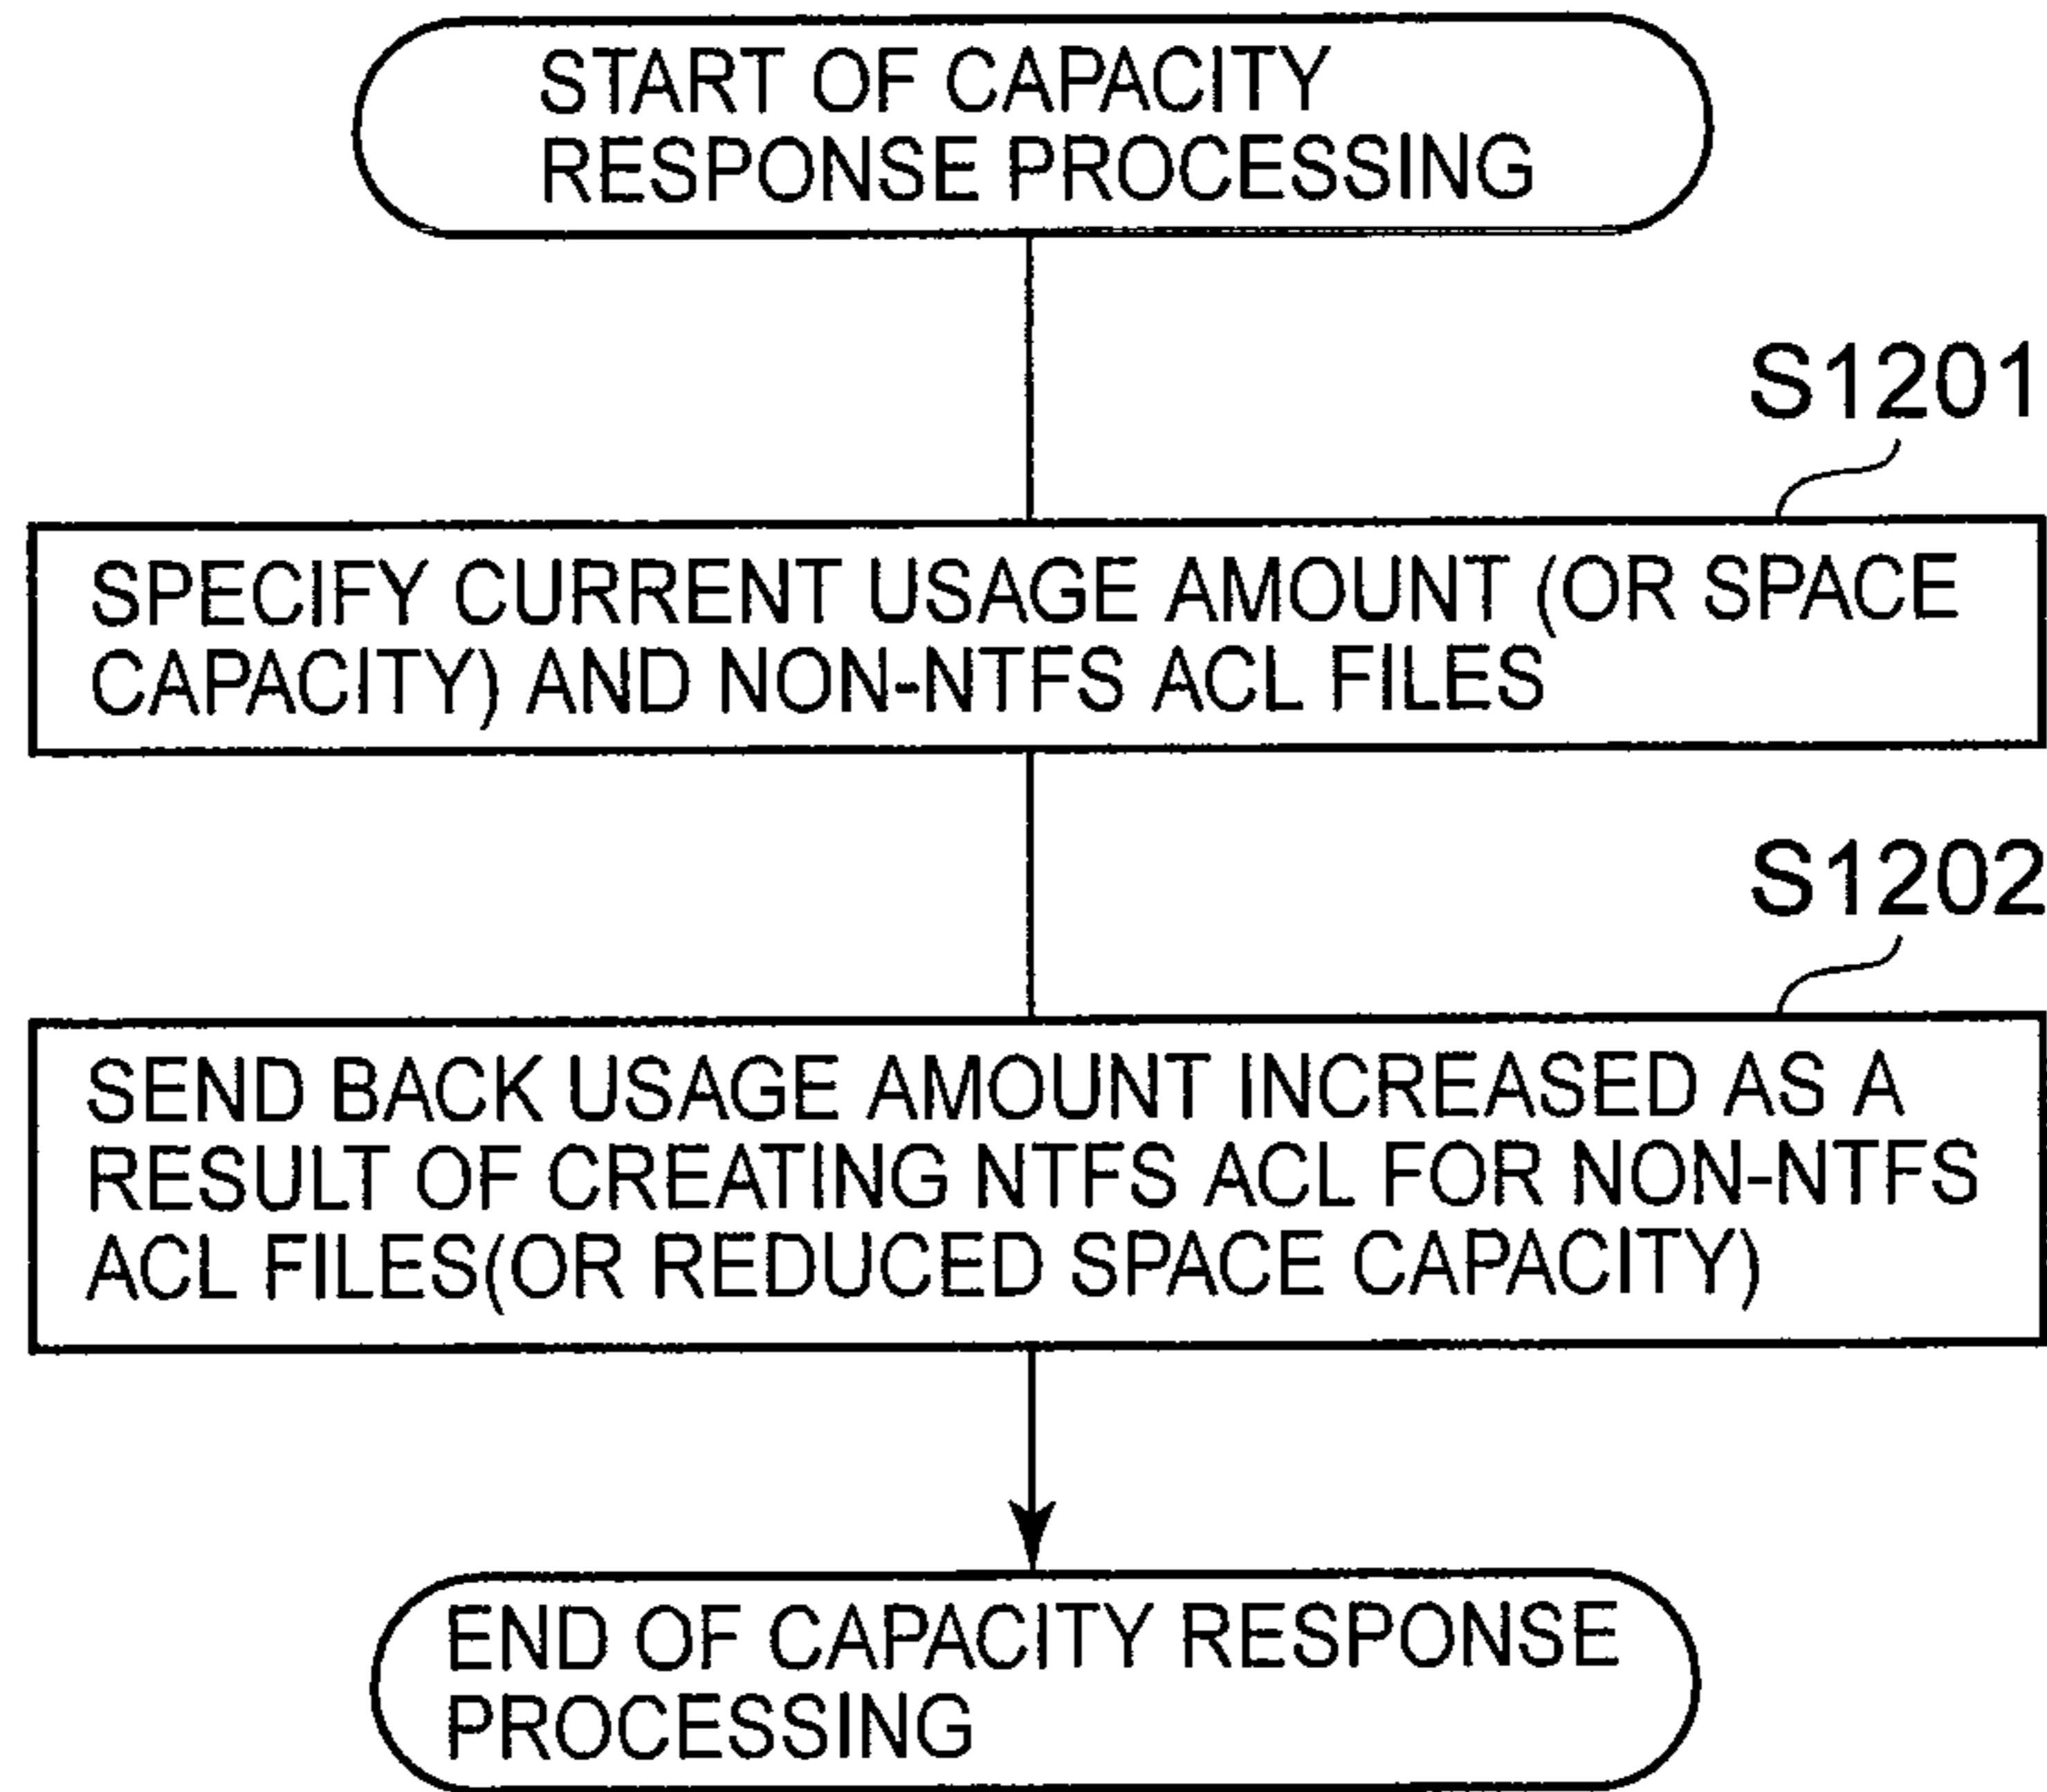 START OF CAPACITY
RESPONSE PROCESSING
S1201
SPECIFY CURRENT USAGE AMOUNT (OR SPACE
CAPACITY) AND NON-NTFS ACL FILES
S1202
SEND BACK USAGE AMOUNT INCREASED AS A
RESULT OF CREATING NTFS ACL FOR NON-NTFS
ACL FILES(OR REDUCED SPACE CAPACITY)
END OF CAPACITY RESPONSE
PROCESSING